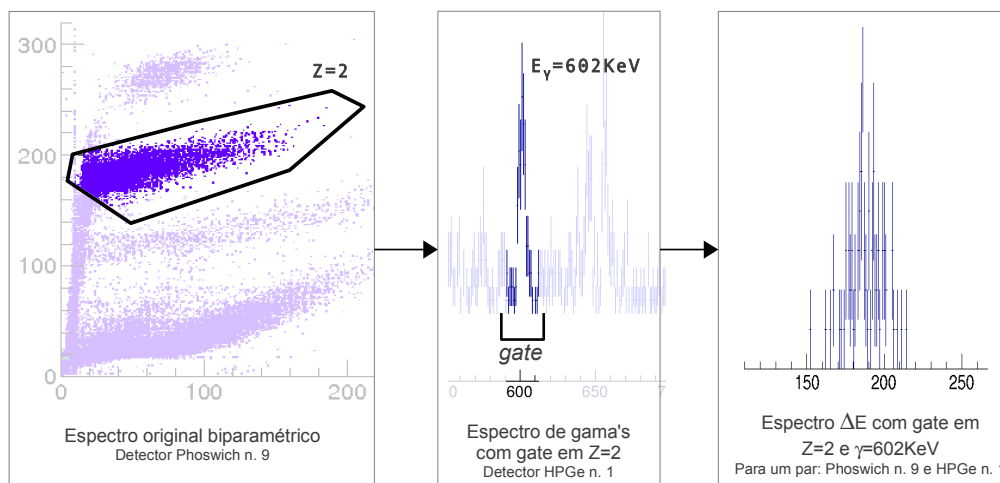 300
200
100
0
0
100
200
Z=2
Espectro original biparamétrico
Detector Phoswich n. 9
Eγ=602KeV
gate
0
600
650
7
Espectro de gama's
com gate em Z=2
Detector HPGe n. 1
150
200
250
Espectro ΔE com gate em
Z=2 e γ=602KeV
Para um par: Phoswich n. 9 e HPGe n. 1